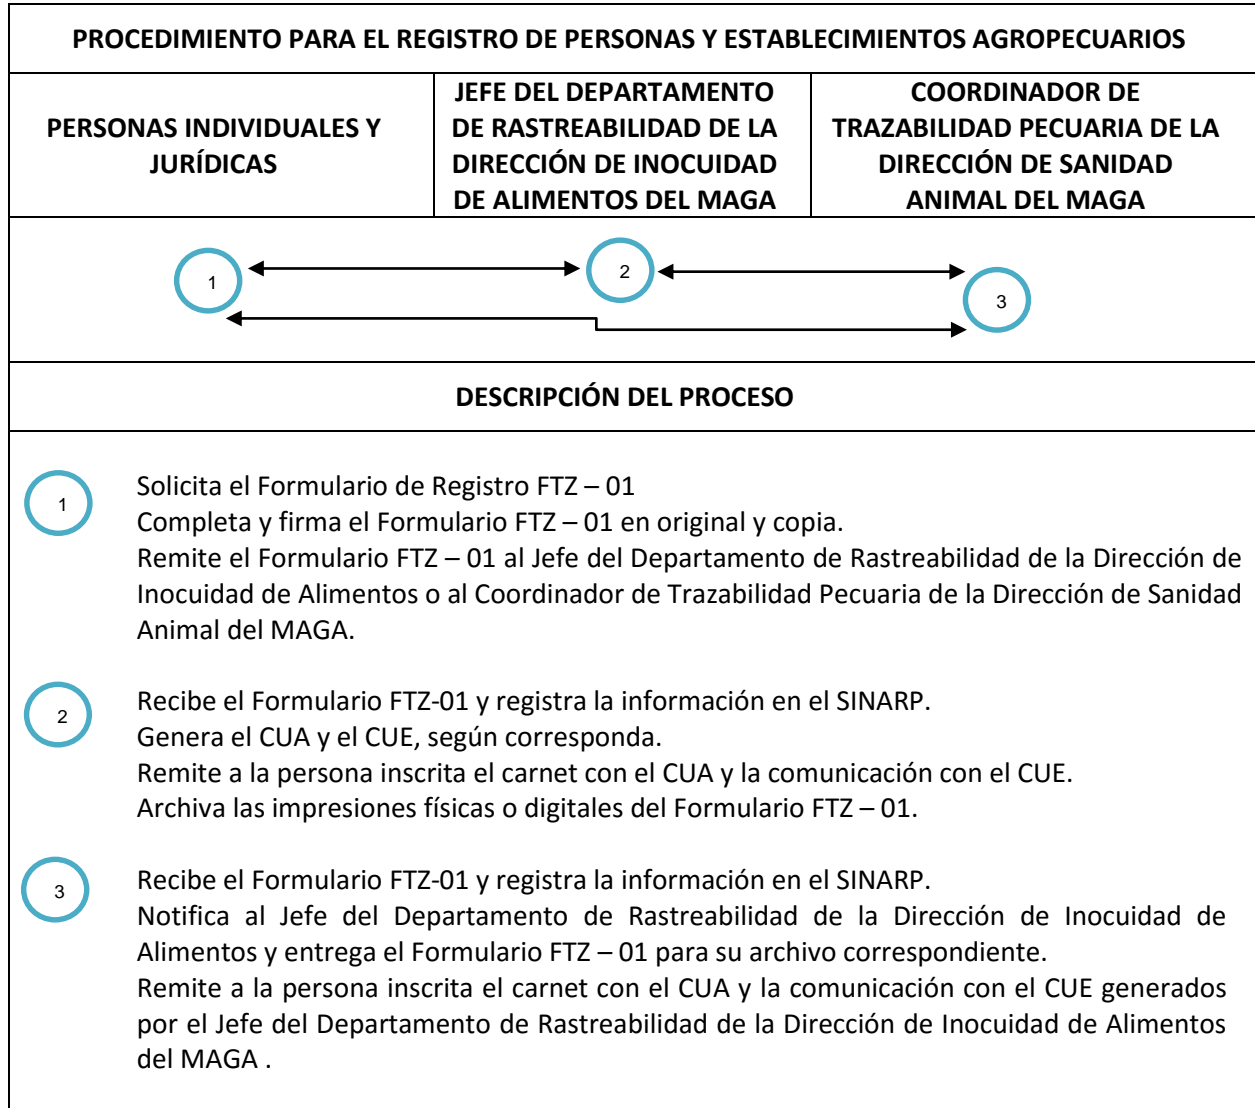 PROCEDIMIENTO PARA EL REGISTRO DE PERSONAS Y ESTABLECIMIENTOS AGROPECUARIOS
PERSONAS INDIVIDUALES Y
JURÍDICAS
JEFE DEL DEPARTAMENTO
DE RASTREABILIDAD DE LA
DIRECCIÓN DE INOCUIDAD
DE ALIMENTOS DEL MAGA
COORDINADOR DE
TRAZABILIDAD PECUARIA DE LA
DIRECCIÓN DE SANIDAD
ANIMAL DEL MAGA
1
2
3
DESCRIPCIÓN DEL PROCESO
1
Solicita el Formulario de Registro FTZ – 01
Completa y firma el Formulario FTZ – 01 en original y copia.
Remite el Formulario FTZ – 01 al Jefe del Departamento de Rastreabilidad de la Dirección de
Inocuidad de Alimentos o al Coordinador de Trazabilidad Pecuaria de la Dirección de Sanidad
Animal del MAGA.
2
Recibe el Formulario FTZ-01 y registra la información en el SINARP.
Genera el CUA y el CUE, según corresponda.
Remite a la persona inscrita el carnet con el CUA y la comunicación con el CUE.
Archiva las impresiones físicas o digitales del Formulario FTZ – 01.
3
Recibe el Formulario FTZ-01 y registra la información en el SINARP.
Notifica al Jefe del Departamento de Rastreabilidad de la Dirección de Inocuidad de
Alimentos y entrega el Formulario FTZ – 01 para su archivo correspondiente.
Remite a la persona inscrita el carnet con el CUA y la comunicación con el CUE generados
por el Jefe del Departamento de Rastreabilidad de la Dirección de Inocuidad de Alimentos
del MAGA .